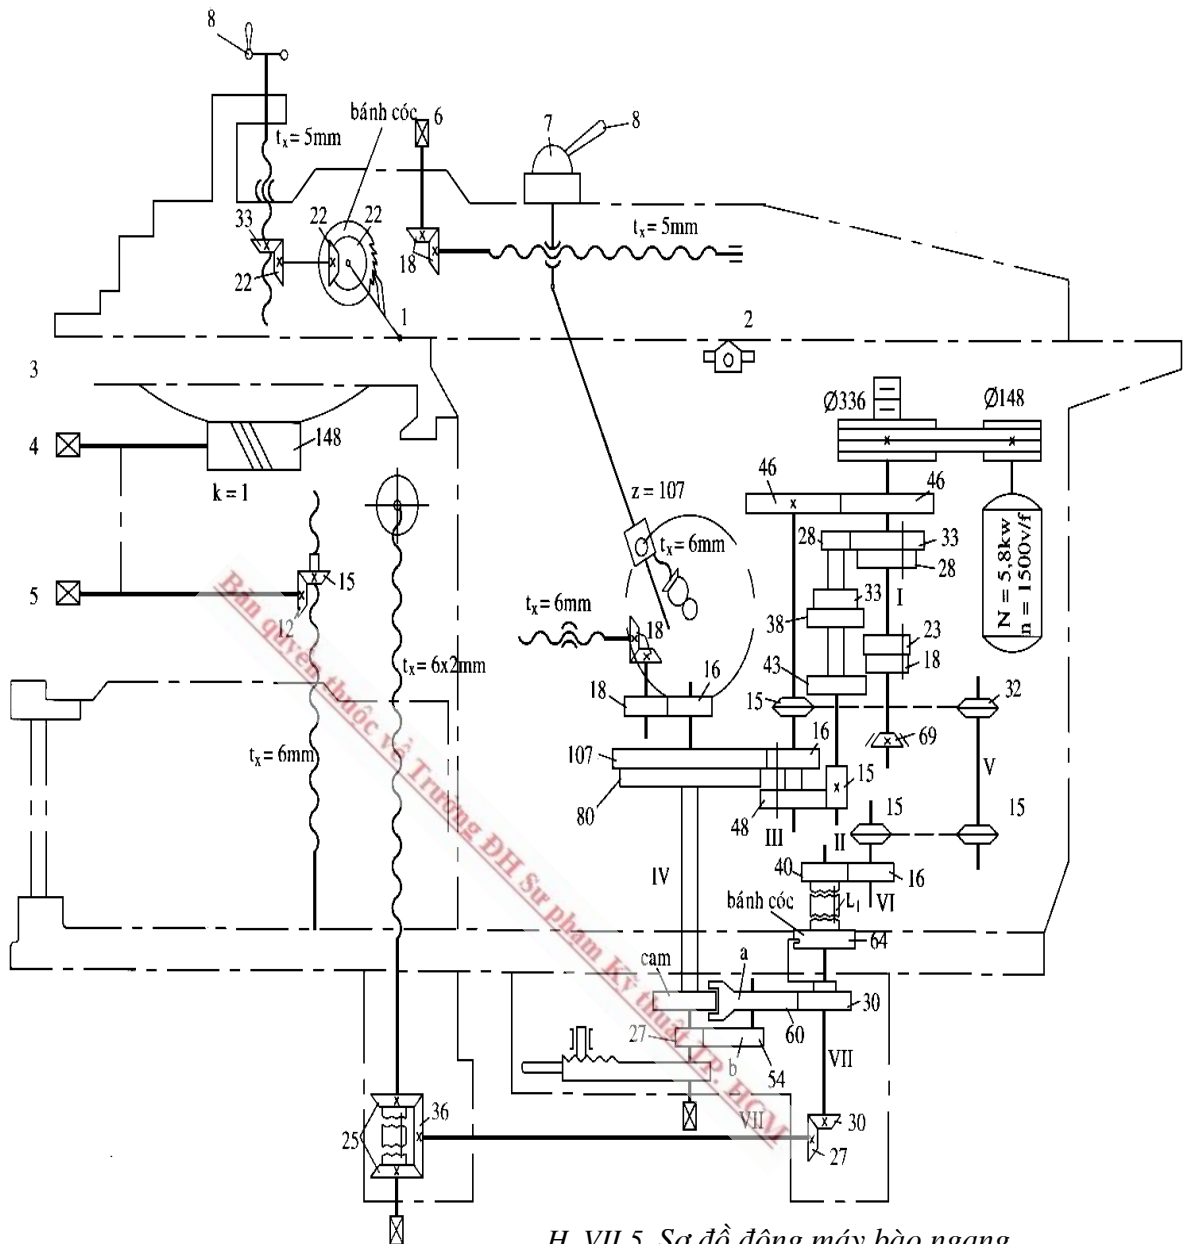 8
bánh cóc
6
7
8
tx = 5mm
33
22
22
tx = 5mm
18
22
1
2
3
Ø336
Ø148
4
148
k = 1
46
46
z = 107
tx = 6mm
28
33
28
N = 5,8kw
n = 1500v/f
15
5
12
tx = 6mm
18
33
38
I
23
18
tx = 6x2mm
43
18
16
15
32
69
tx = 6mm
107
16
V
80
15
48
15
15
III
II
IV
40
16
bánh cóc
L1
VI
64
cam
a
30
60
27
b
54
VII
36
VII
30
25
27
Bản quyền thuộc về Trường ĐH Sư phạm Kỹ thuật TP. HCM
H. VII.5. Sơ đồ động máy bào ngang